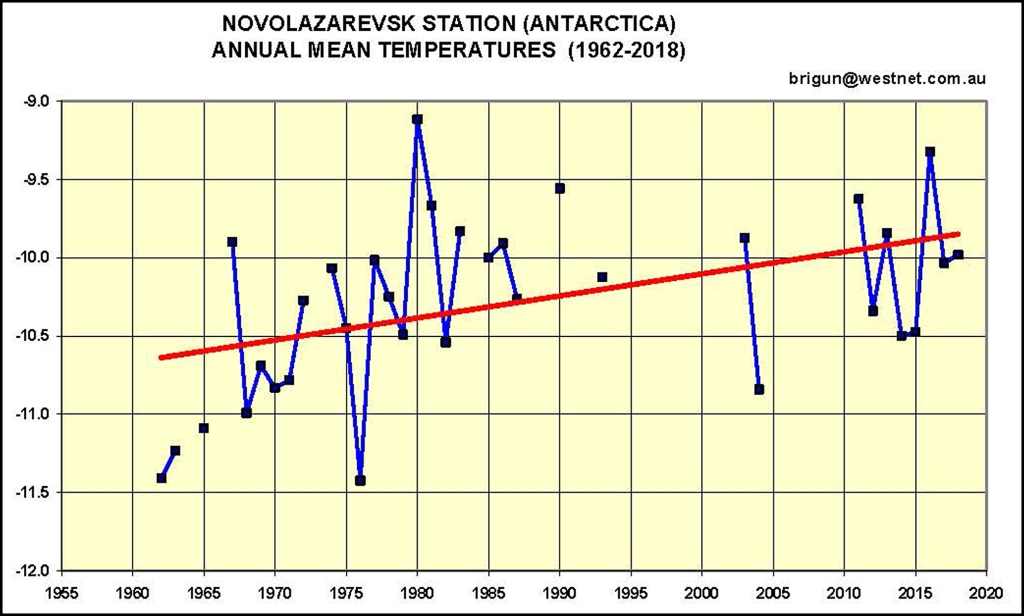 NOVOLAZAREVSK STATION (ANTARCTICA)
ANNUAL MEAN TEMPERATURES (1962-2018)
brigun@westnet.com.au
-9.0
-9.5
-10.0
-10.5
-11.0
-11.5
-12.0
1955 1960 1965 1970 1975 1980 1985 1990 1995 2000 2005 2010 2015 2020